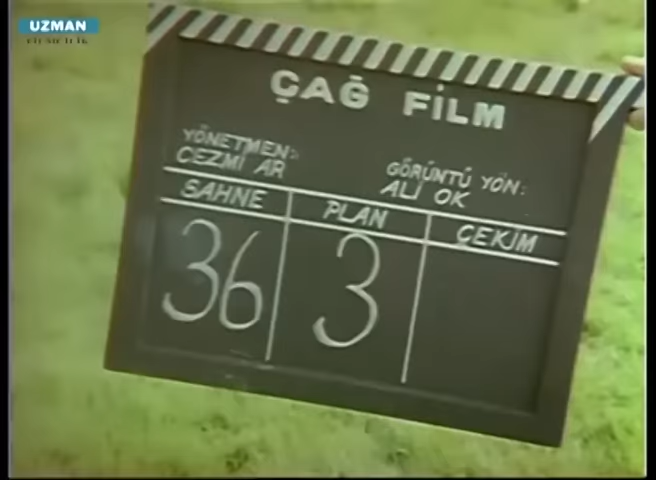 UZMAN
ÇAĞ FİLM
YÖNETMEN:
CEZMİ AR
GÖRÜNTÜ YÖN:
ALİ OK
SAHNE
PLAN
ÇEKİM
36
3